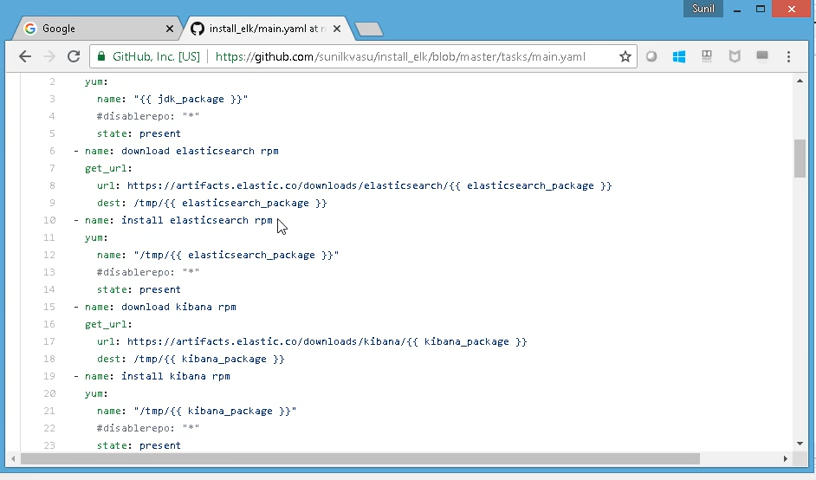 Sunil
Google
install_elk/main.yaml at m
GitHub, Inc. [US] https://github.com/sunilkvasu/install_elk/blob/master/tasks/main.yaml
2 yum:
3 name: "{{ jdk_package }}"
4 #disablerepo: "*"
5 state: present
6 - name: download elasticsearch rpm
7 get_url:
8 url: https://artifacts.elastic.co/downloads/elasticsearch/{{ elasticsearch_package }}
9 dest: /tmp/{{ elasticsearch_package }}
10 - name: install elasticsearch rpm
11 yum:
12 name: "/tmp/{{ elasticsearch_package }}"
13 #disablerepo: "*"
14 state: present
15 - name: download kibana rpm
16 get_url:
17 url: https://artifacts.elastic.co/downloads/kibana/{{ kibana_package }}
18 dest: /tmp/{{ kibana_package }}
19 - name: install kibana rpm
20 yum:
21 name: "/tmp/{{ kibana_package }}"
22 #disablerepo: "*"
23 state: present